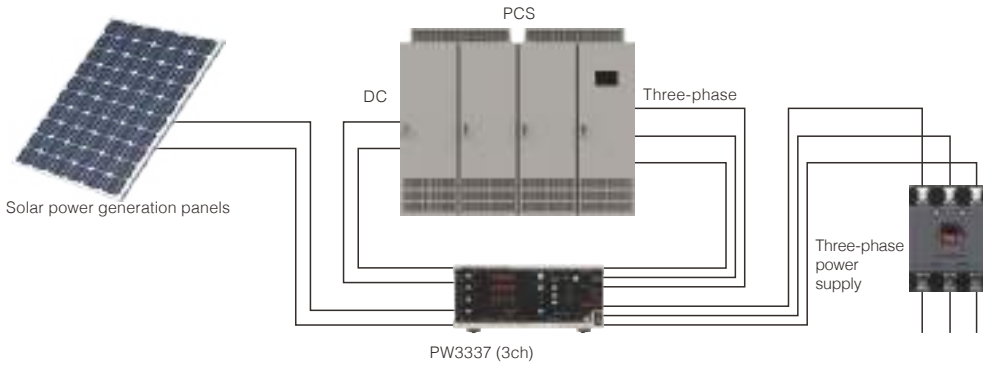 PCS
DC
Three-phase
Solar power generation panels
Three-phase
power
supply
PW3337 (3ch)